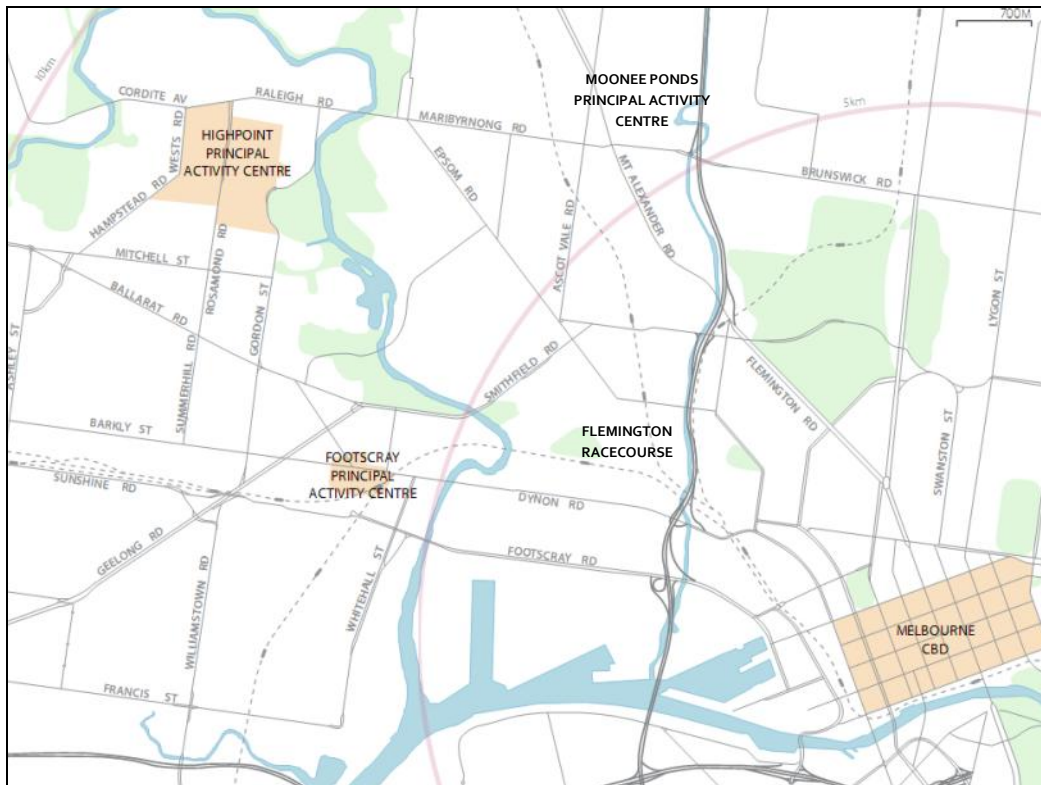 700M
10km
5km
CORDITE AV
RALEIGH RD
MOONEE PONDS
PRINCIPAL ACTIVITY
CENTRE
MARIBYRNONG RD
HIGHPOINT
PRINCIPAL
ACTIVITY CENTRE
WESTS RD
EPSOM RD
MT ALEXANDER RD
BRUNSWICK RD
HAMPSTEAD RD
MITCHELL ST
ROSAMOND RD
ASCOT VALE RD
BALLARAT RD
GORDON ST
LYGON ST
ASHLEY ST
SUMMERHILL RD
SMITHFIELD RD
FLEMINGTON RD
BARKLY ST
FLEMINGTON
RACECOURSE
SWANSTON ST
FOOTSCRAY
PRINCIPAL
ACTIVITY CENTRE
SUNSHINE RD
DYNON RD
GEELONG RD
FOOTSCRAY RD
WHITEHALL ST
WILLIAMSTOWN RD
MELBOURNE
CBD
FRANCIS ST